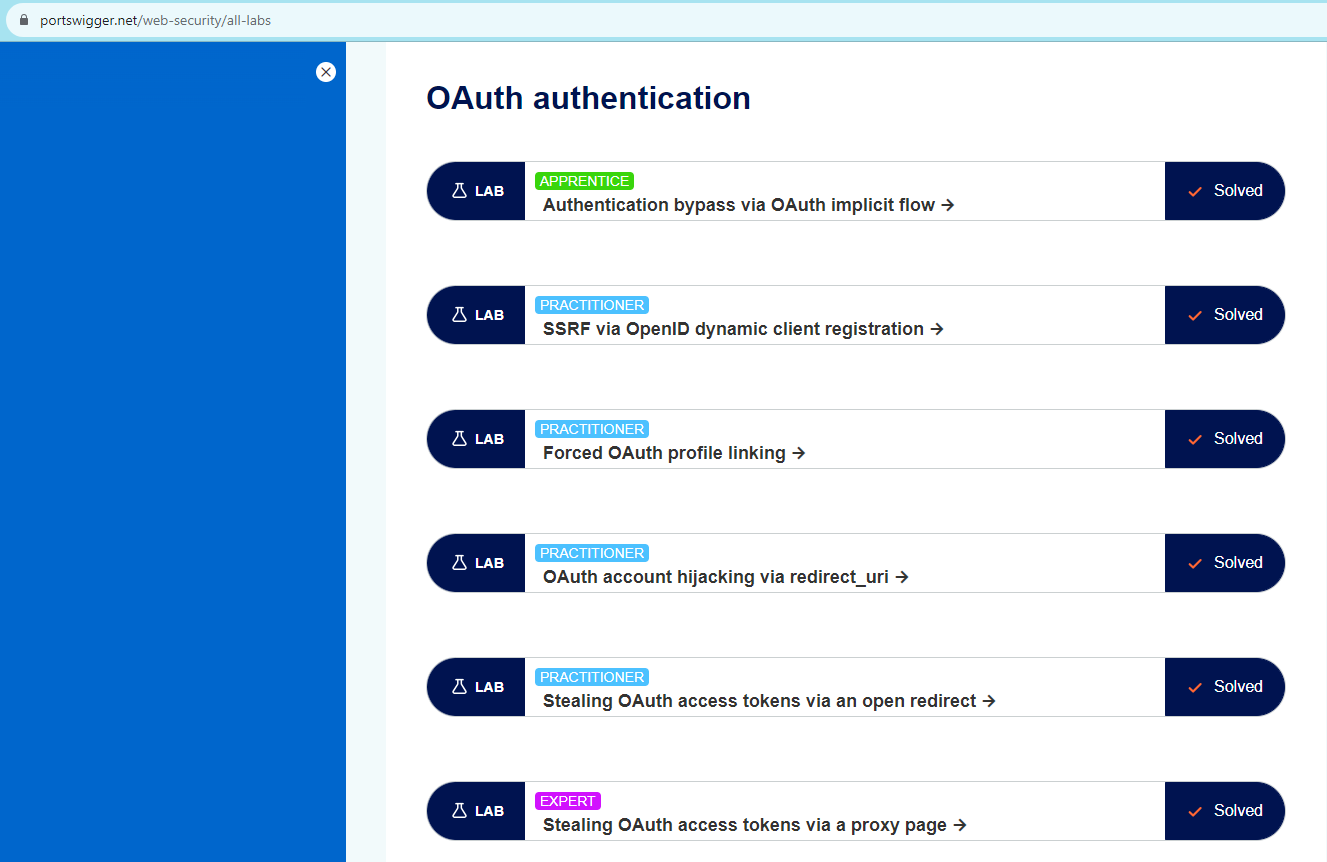 portswigger.net/web-security/all-labs
OAuth authentication
LAB
APPRENTICE
Authentication bypass via OAuth implicit flow →
Solved
LAB
PRACTITIONER
SSRF via OpenID dynamic client registration →
Solved
LAB
PRACTITIONER
Forced OAuth profile linking →
Solved
LAB
PRACTITIONER
OAuth account hijacking via redirect_uri →
Solved
LAB
PRACTITIONER
Stealing OAuth access tokens via an open redirect →
Solved
LAB
EXPERT
Stealing OAuth access tokens via a proxy page →
Solved